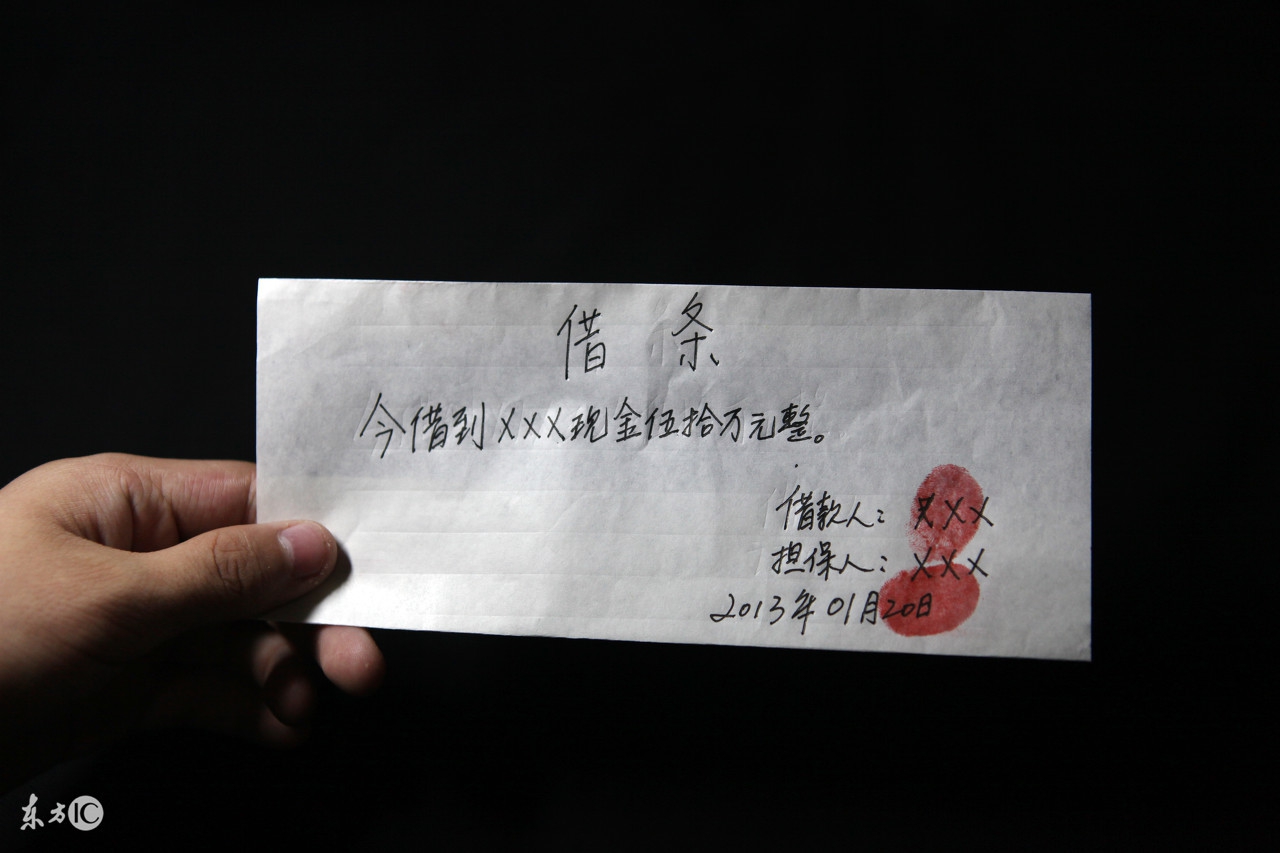 借 条
今借到XXX现金伍拾万元整。
借款人：XXX
担保人：XXX
2013年01月20日
东方IC